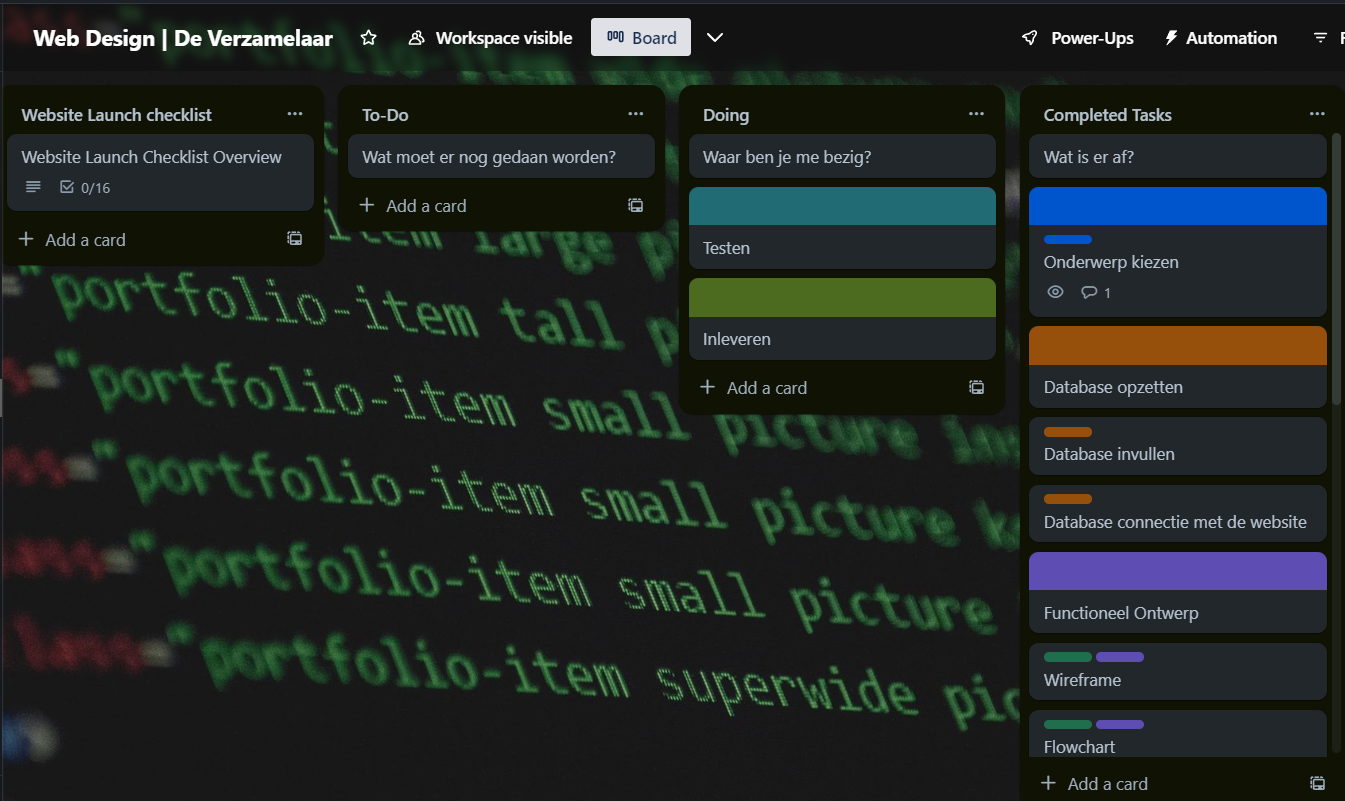 Web Design | De Verzamelaar
Workspace visible
Board
Power-Ups
Automation
Website Launch checklist
Website Launch Checklist Overview
0/16
Add a card
To-Do
Wat moet er nog gedaan worden?
Add a card
Doing
Waar ben je me bezig?
Testen
Inleveren
Add a card
Completed Tasks
Wat is er af?
Onderwerp kiezen
1
Database opzetten
Database invullen
Database connectie met de website
Functioneel Ontwerp
Wireframe
Flowchart
Add a card
="portfolio-item tall
="portfolio-item small picture
="portfolio-item small picture
="portfolio-item small picture
="portfolio-item superwide